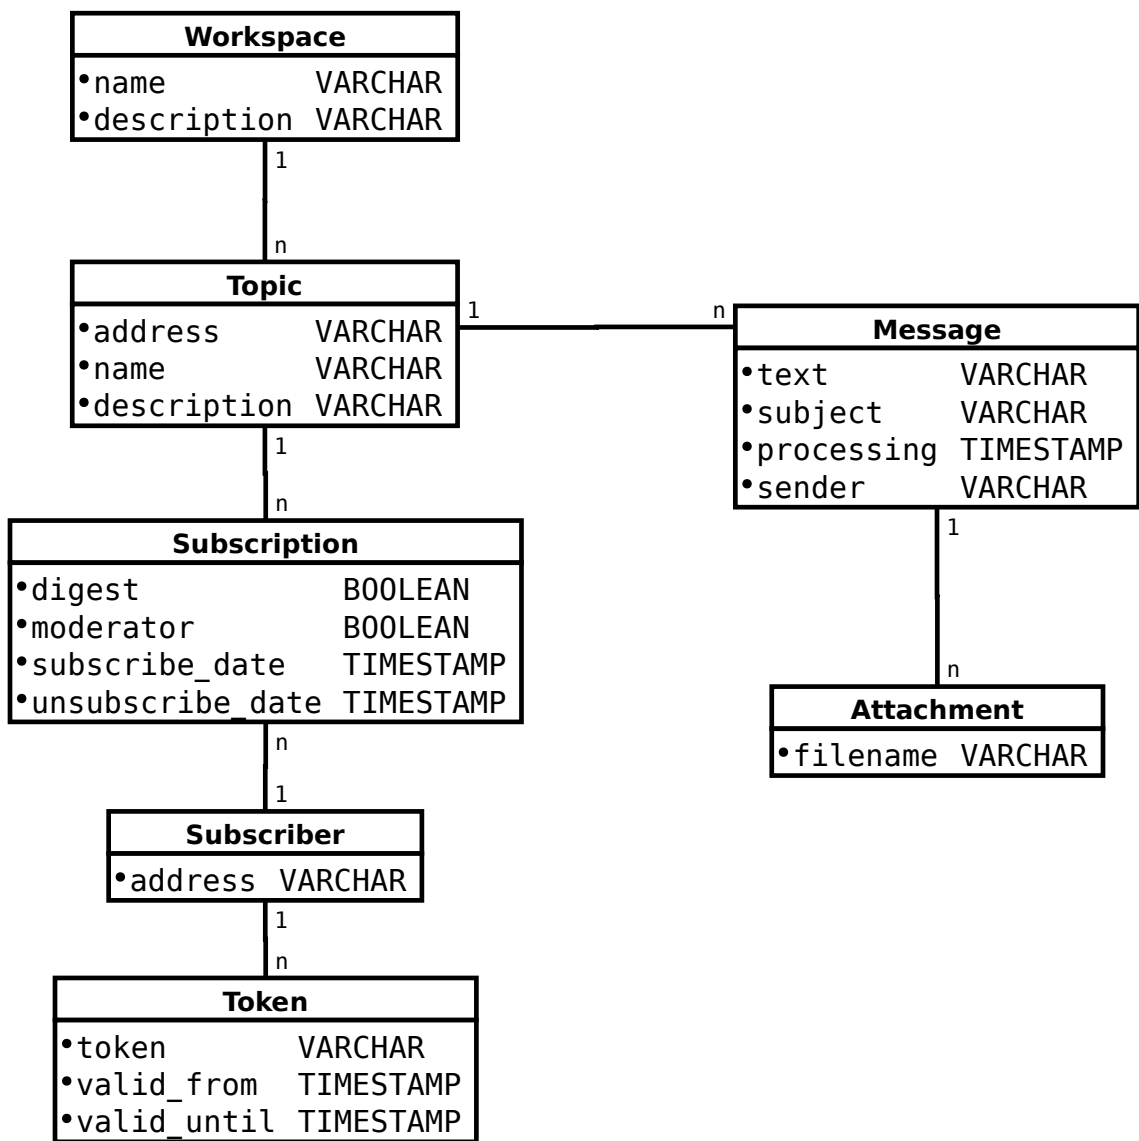 Workspace
•name VARCHAR
•description VARCHAR
1
n
Topic
•address VARCHAR
•name VARCHAR
•description VARCHAR
1 n
Message
•text VARCHAR
•subject VARCHAR
•processing TIMESTAMP
•sender VARCHAR
1
n
Attachment
•filename VARCHAR
1
n
Subscription
•digest BOOLEAN
•moderator BOOLEAN
•subscribe_date TIMESTAMP
•unsubscribe_date TIMESTAMP
n
1
Subscriber
•address VARCHAR
1
n
Token
•token VARCHAR
•valid_from TIMESTAMP
•valid_until TIMESTAMP